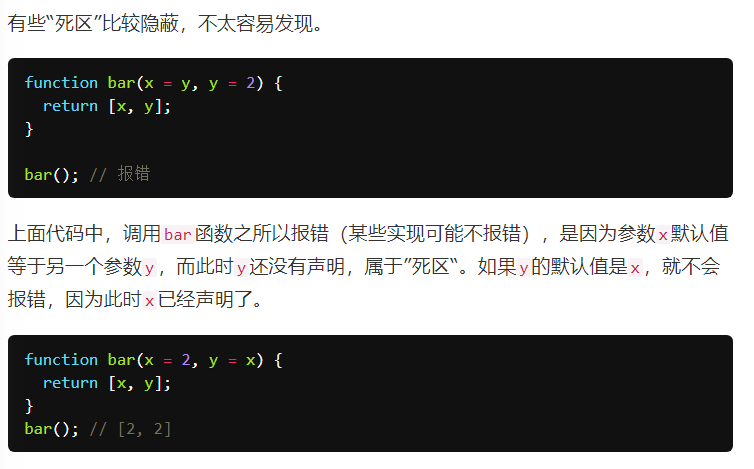 有些“死区”比较隐蔽，不太容易发现。
function bar(x = y, y = 2) {
  return [x, y];
}
bar(); // 报错
上面代码中，调用bar函数之所以报错（某些实现可能不报错），是因为参数x默认值
等于另一个参数y，而此时y还没有声明，属于”死区“。如果y的默认值是x，就不会
报错，因为此时x已经声明了。
function bar(x = 2, y = x) {
  return [x, y];
}
bar(); // [2, 2]